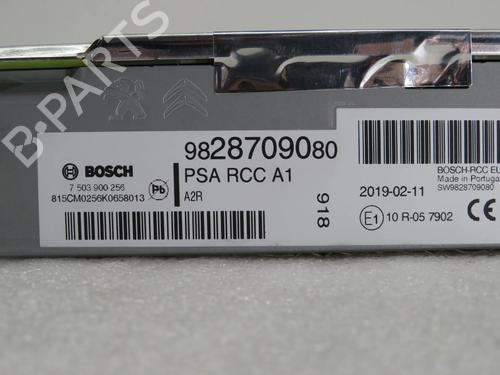 B-PARTS
BOSCH
7 503 900 256
Pb
815CM0256K0658013
9828709080
PSA RCC A1
A2R
918
2019-02-11
E1 10 R-05 7902
BOSCH-RCC EU
Made in Portugal
SW9828709080
CE